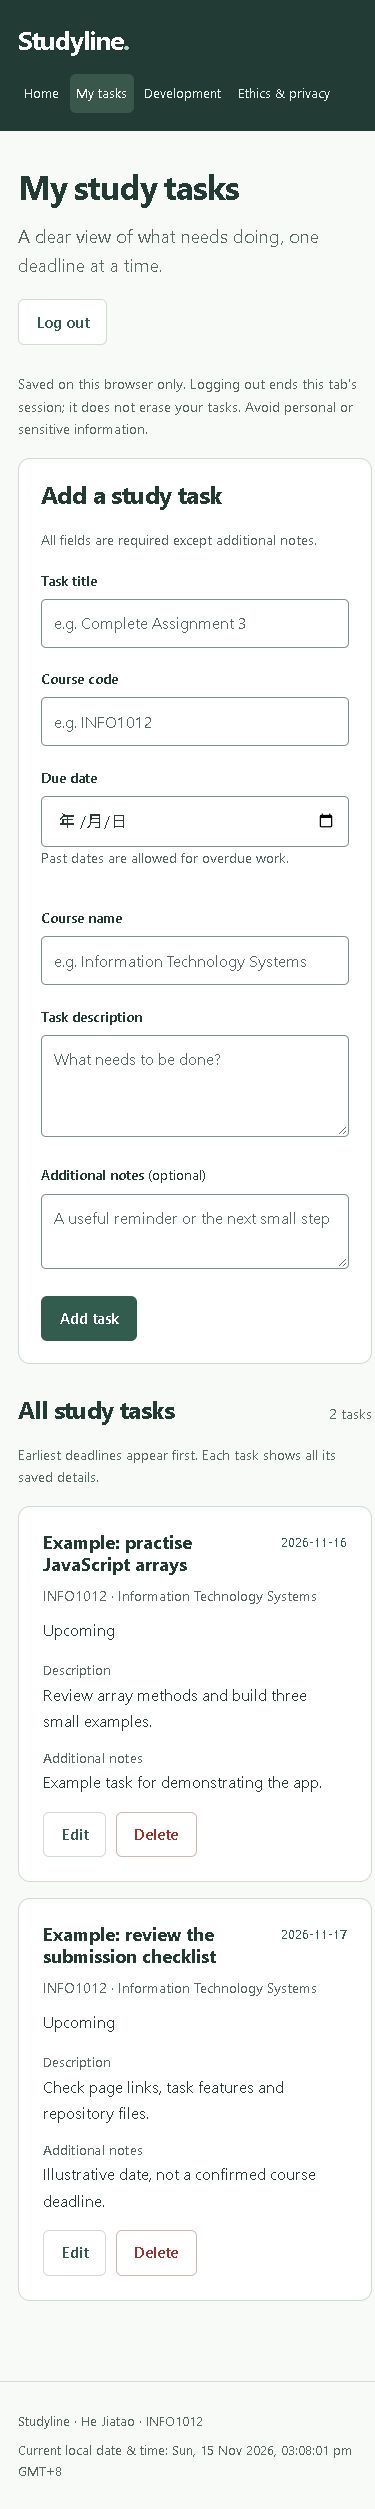 Studyline.
Home My tasks Development Ethics & privacy
My study tasks
A clear view of what needs doing, one
deadline at a time.
Log out
Saved on this browser only. Logging out ends this tab's
session; it does not erase your tasks. Avoid personal or
sensitive information.
Add a study task
All fields are required except additional notes.
Task title
e.g. Complete Assignment 3
Course code
e.g. INFO1012
Due date
年 /月/日
Past dates are allowed for overdue work.
Course name
e.g. Information Technology Systems
Task description
What needs to be done?
Additional notes (optional)
A useful reminder or the next small step
Add task
All study tasks 2 tasks
Earliest deadlines appear first. Each task shows all its
saved details.
Example: practise 2026-11-16
JavaScript arrays
INFO1012 · Information Technology Systems
Upcoming
Description
Review array methods and build three
small examples.
Additional notes
Example task for demonstrating the app.
Edit Delete
Example: review the 2026-11-17
submission checklist
INFO1012 · Information Technology Systems
Upcoming
Description
Check page links, task features and
repository files.
Additional notes
Illustrative date, not a confirmed course
deadline.
Edit Delete
Studyline · He Jiatao · INFO1012
Current local date & time: Sun, 15 Nov 2026, 03:08:01 pm
GMT+8